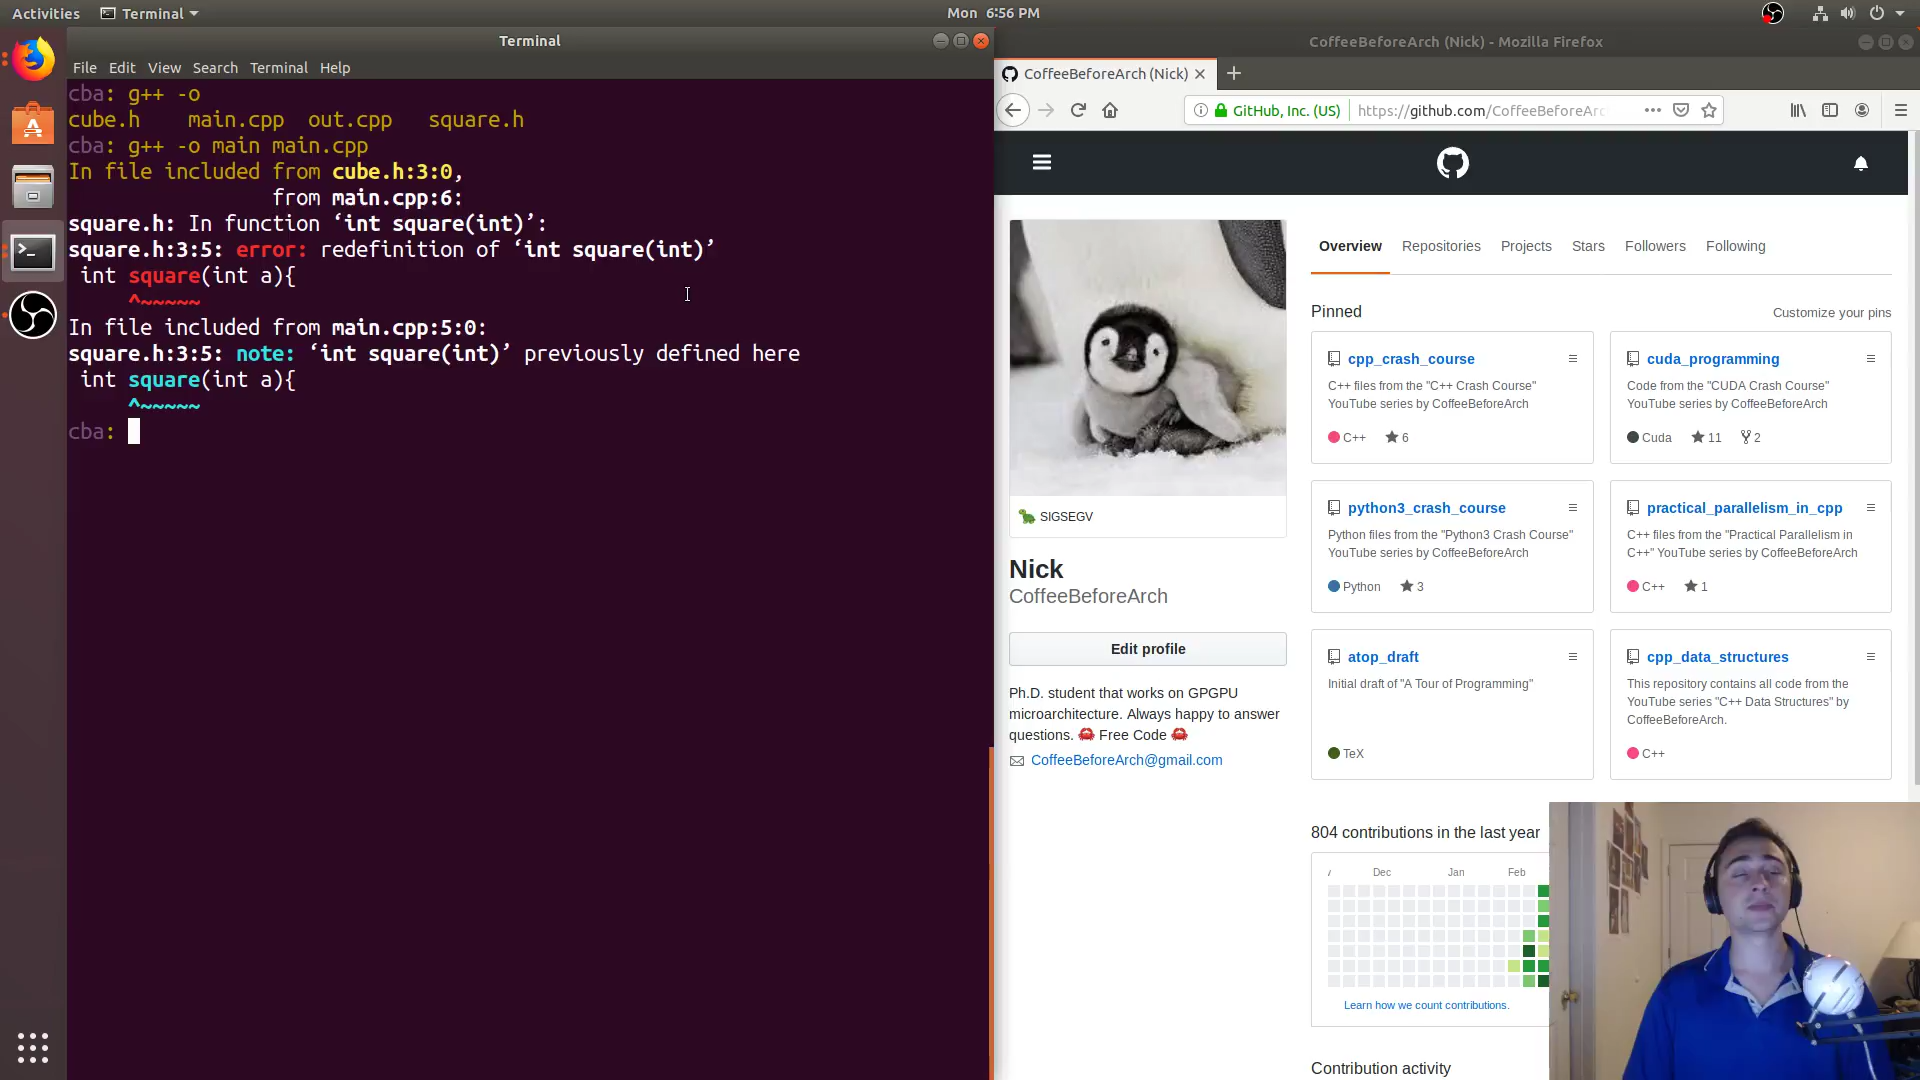 Activities
Terminal
Mon 6:56 PM
Terminal
File Edit View Search Terminal Help
cba: g++ -o
cube.h main.cpp out.cpp square.h
cba: g++ -o main main.cpp
In file included from cube.h:3:0,
from main.cpp:6:
square.h: In function ‘int square(int)’:
square.h:3:5: error: redefinition of ‘int square(int)’
int square(int a){
^~~~~~
In file included from main.cpp:5:0:
square.h:3:5: note: ‘int square(int)’ previously defined here
int square(int a){
^~~~~~
cba:
CoffeeBeforeArch (Nick) - Mozilla Firefox
CoffeeBeforeArch (Nick)
GitHub, Inc. (US)
https://github.com/CoffeeBeforeArc
SIGSEGV
Nick
CoffeeBeforeArch
Edit profile
Ph.D. student that works on GPGPU
microarchitecture. Always happy to answer
questions. 🦀 Free Code 🦀
CoffeeBeforeArch@gmail.com
Overview Repositories Projects Stars Followers Following
Pinned
Customize your pins
cpp_crash_course
C++ files from the "C++ Crash Course"
YouTube series by CoffeeBeforeArch
C++ 6
cuda_programming
Code from the "CUDA Crash Course"
YouTube series by CoffeeBeforeArch
Cuda 11 2
python3_crash_course
Python files from the "Python3 Crash Course"
YouTube series by CoffeeBeforeArch
Python 3
practical_parallelism_in_cpp
C++ files from the "Practical Parallelism in
C++" YouTube series by CoffeeBeforeArch
C++ 1
atop_draft
Initial draft of "A Tour of Programming"
TeX
cpp_data_structures
This repository contains all code from the
YouTube series "C++ Data Structures" by
CoffeeBeforeArch.
C++
804 contributions in the last year
Dec Jan Feb
Learn how we count contributions.
Contribution activity